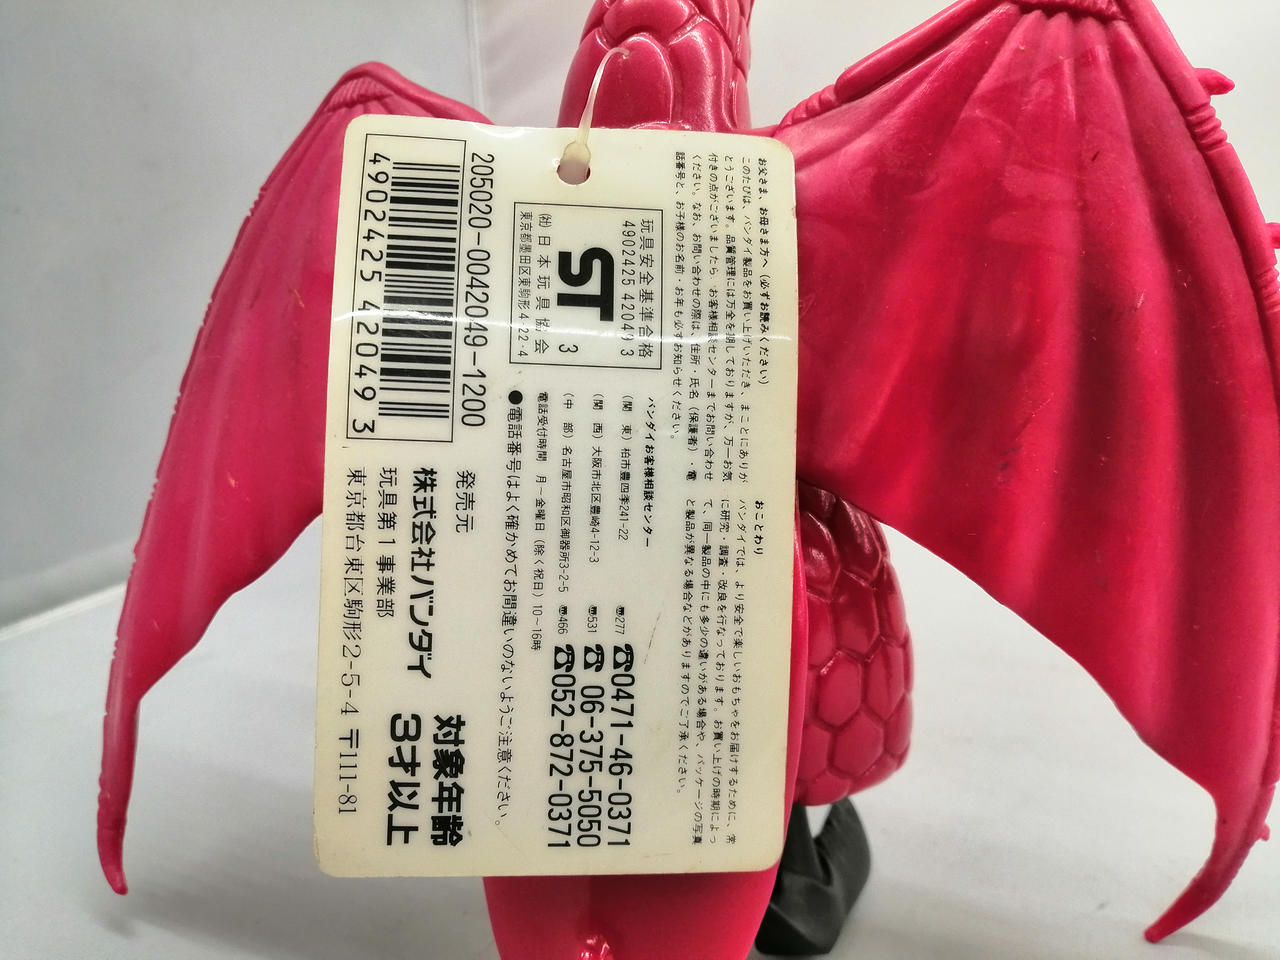 お父さま、お母さま方へ(必ずお読みください)
このたびは、バンダイ製品をお買い上げいただき、まことにありが
とうございます。品質管理には万全を期しておりますが、万一お気
付きの点がございましたら、お客様相談センターまでお問い合わせ
ください。なお、お問い合わせの際は、住所・氏名(保護者)・電
話番号と、お子様のお名前・お年も必ずお知らせください。
おことわり
バンダイでは、より安全で楽しいおもちゃをお届けするために、常
に研究・調査・改良を行なっております。お買い上げの時期によっ
て、同一製品の中にも多少の違いがある場合や、パッケージの写真
と製品が異なる場合などがありますのでご了承ください。
玩具安全基準合格
4902425 42049 3
ST 3
㈳日本玩具協会
東京都墨田区東駒形4-22-4
バンダイお客様相談センター
(関 東) 柏市豊四季241-22 〠277 ☎0471-46-0371
(関 西) 大阪市北区豊崎4-12-3 〠531 ☎06-375-5050
(中 部) 名古屋市昭和区御器所3-2-5 〠466 ☎052-872-0371
電話受付時間 月~金曜日(除く祝日)10~16時
●電話番号はよく確かめてお間違いのないようご注意ください。
205020-0042049-1200
4902425 42049 3
発売元
株式会社バンダイ
玩具第1事業部
東京都台東区駒形2-5-4 〒111-81
対象年齢
3才以上